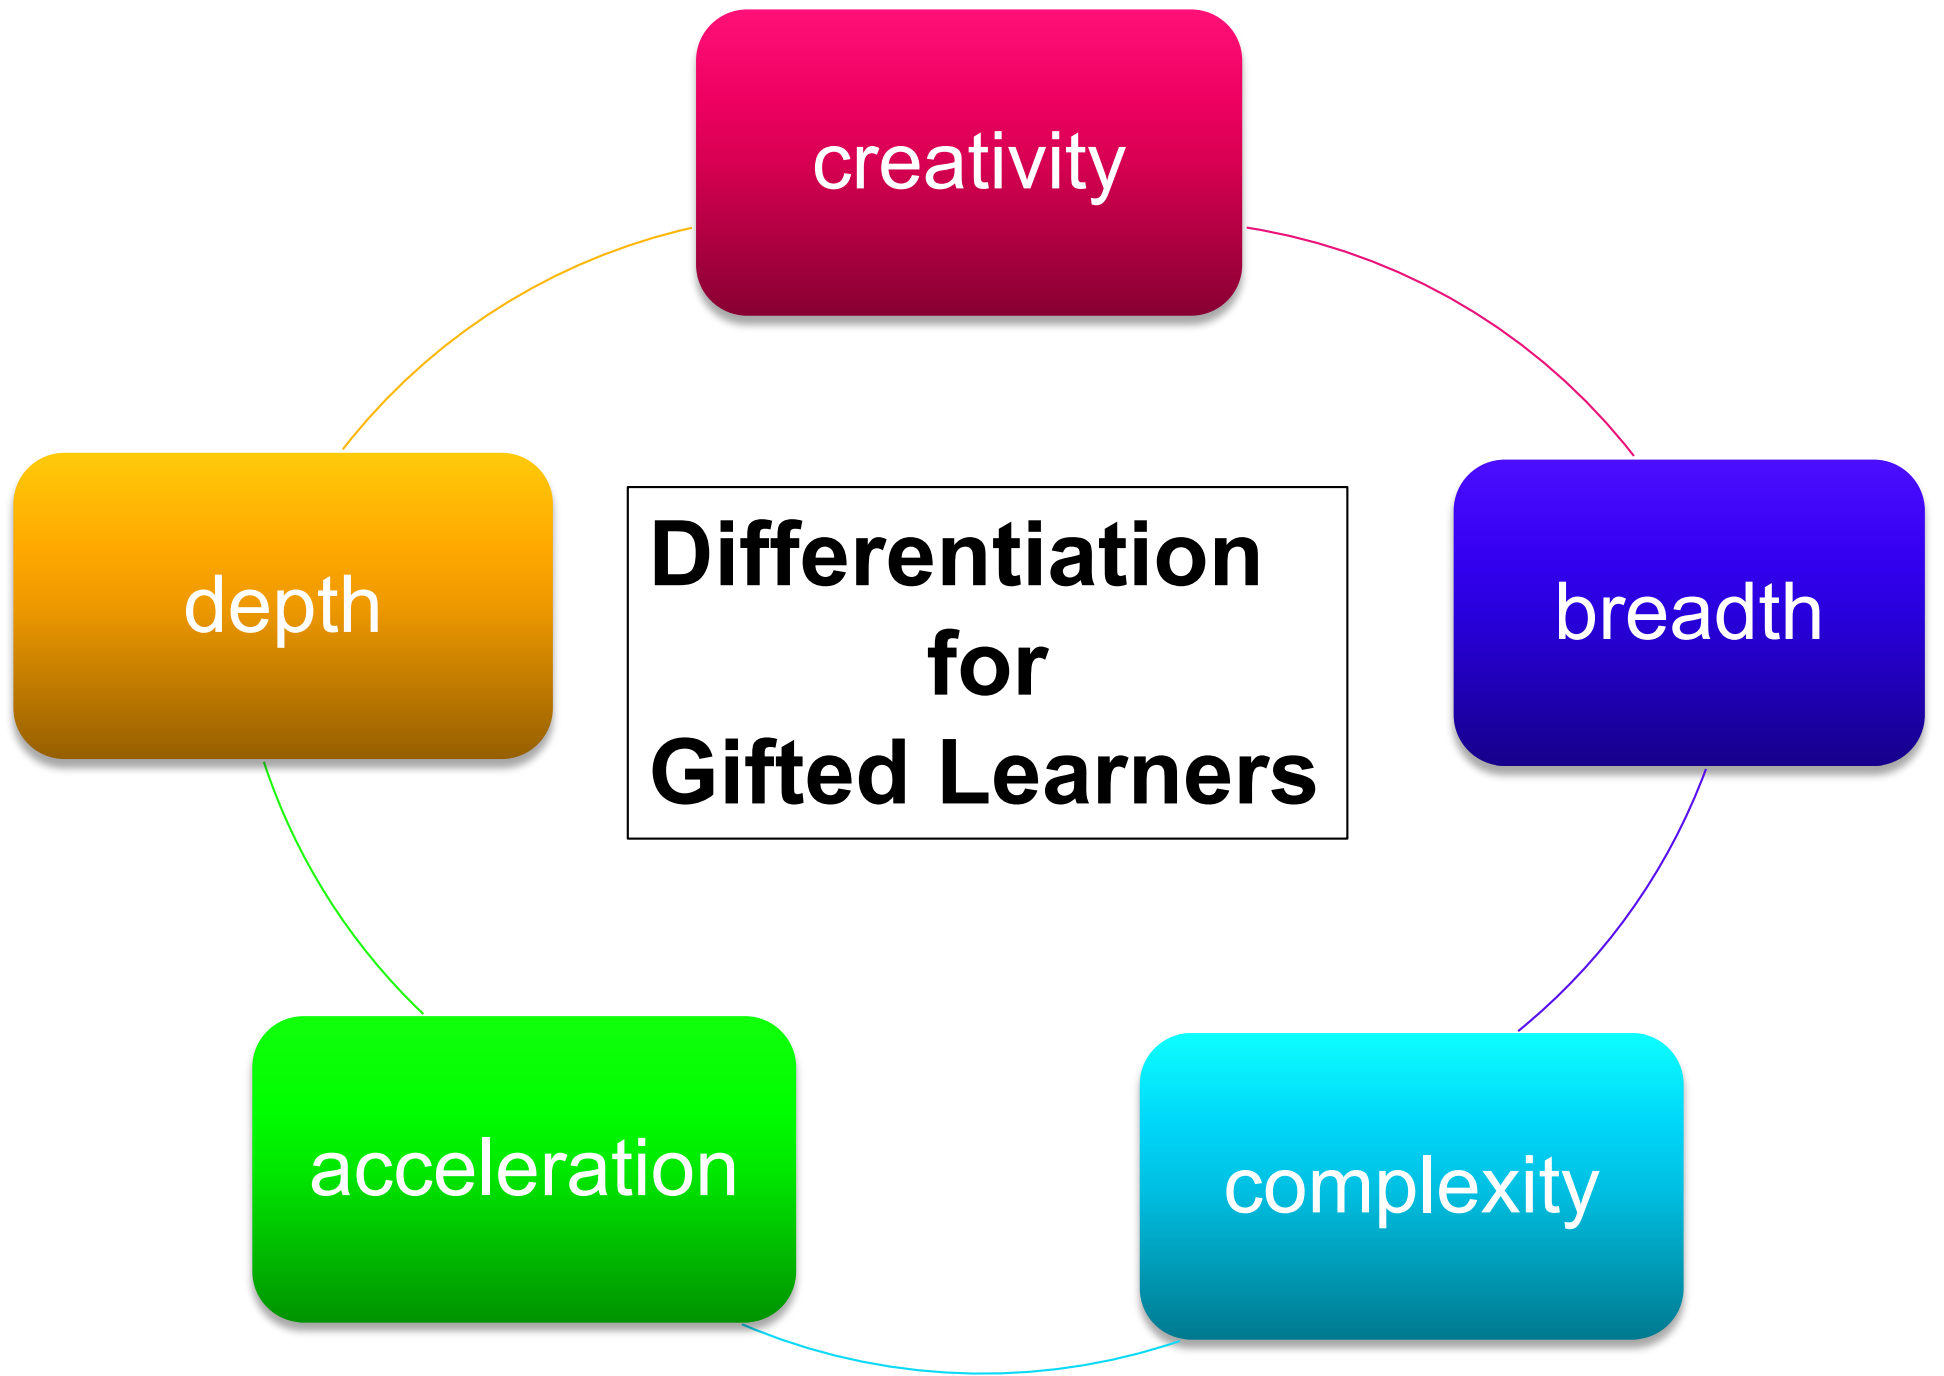 creativity
depth
Differentiation
for
Gifted Learners
breadth
acceleration
complexity